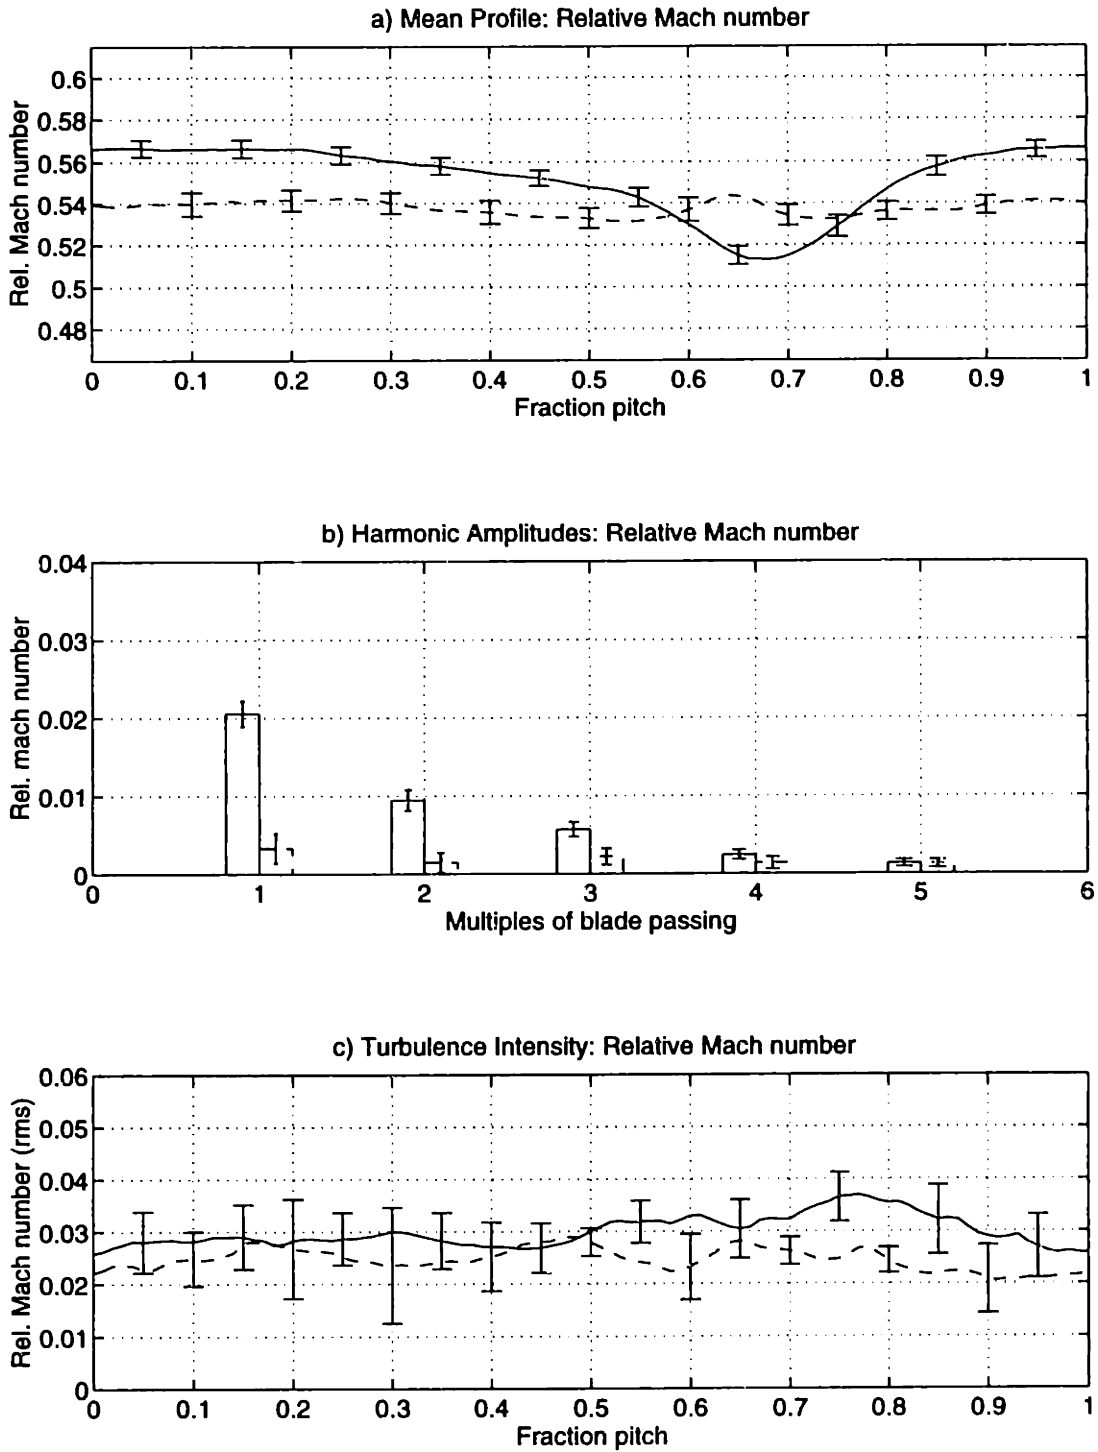 a) Mean Profile: Relative Mach number
0.6
0.58
0.56
0.54
0.52
0.5
0.48
Rel. Mach number
0 0.1 0.2 0.3 0.4 0.5 0.6 0.7 0.8 0.9 1
Fraction pitch
b) Harmonic Amplitudes: Relative Mach number
0.04
0.03
0.02
0.01
0
Rel. mach number
0 1 2 3 4 5 6
Multiples of blade passing
c) Turbulence Intensity: Relative Mach number
0.06
0.05
0.04
0.03
0.02
0.01
0
Rel. Mach number (rms)
0 0.1 0.2 0.3 0.4 0.5 0.6 0.7 0.8 0.9 1
Fraction pitch